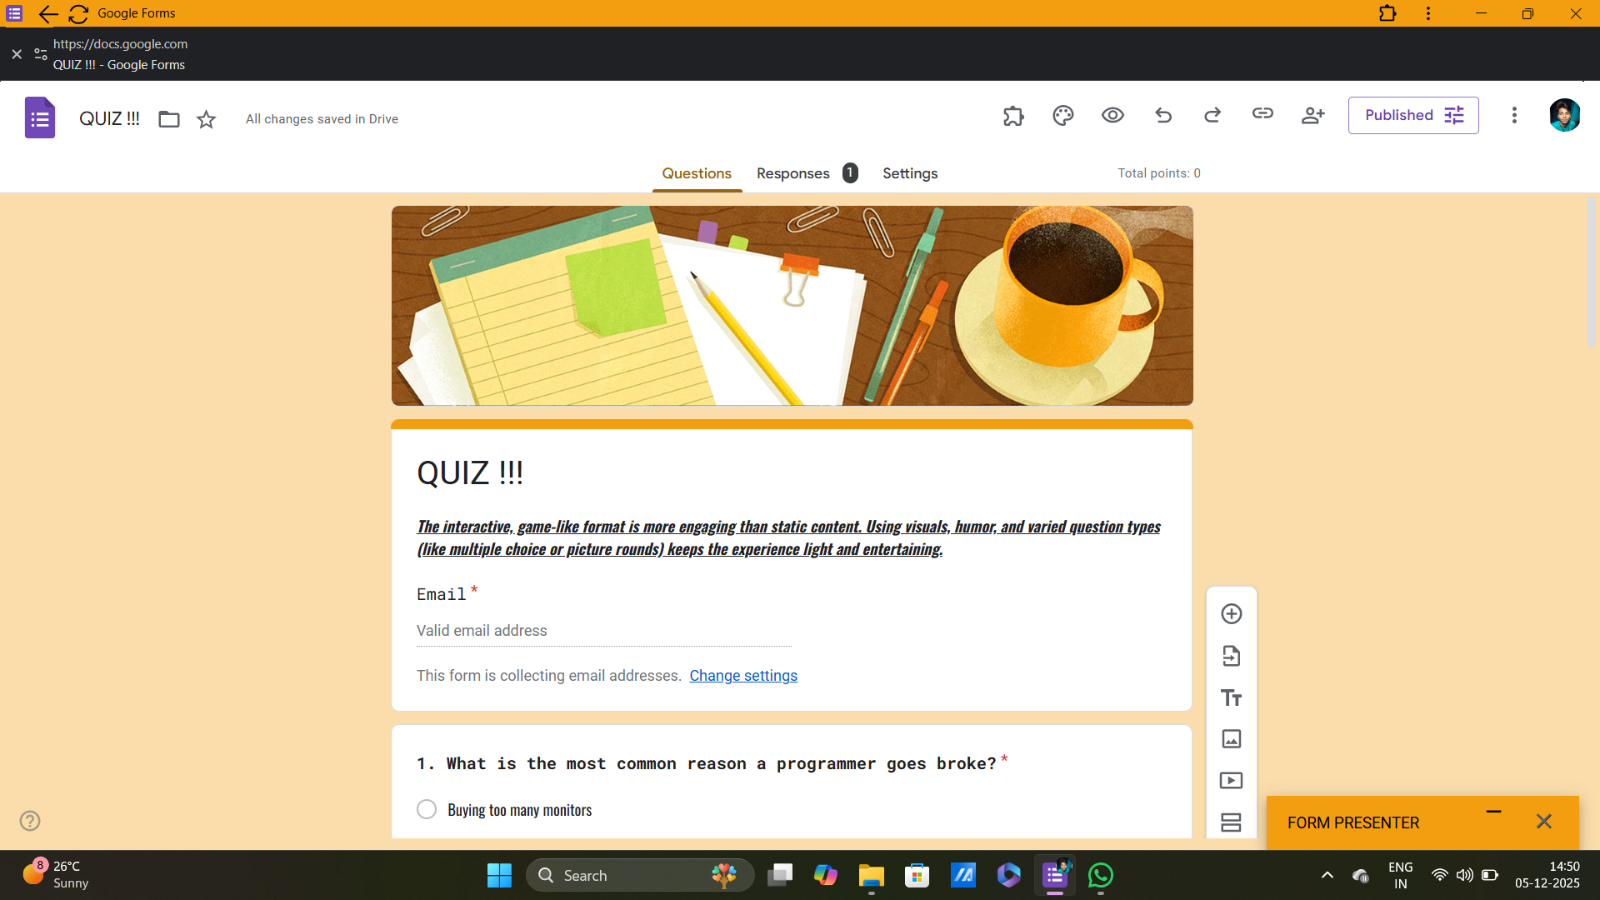 Google Forms
https://docs.google.com
QUIZ !!! - Google Forms
QUIZ !!!
All changes saved in Drive
Published
Questions
Responses 1
Settings
Total points: 0
QUIZ !!!
The interactive, game-like format is more engaging than static content. Using visuals, humor, and varied question types
(like multiple choice or picture rounds) keeps the experience light and entertaining.
Email *
Valid email address
This form is collecting email addresses. Change settings
1. What is the most common reason a programmer goes broke? *
Buying too many monitors
Tт
FORM PRESENTER
8
26°C
Sunny
Search
ENG
IN
14:50
05-12-2025